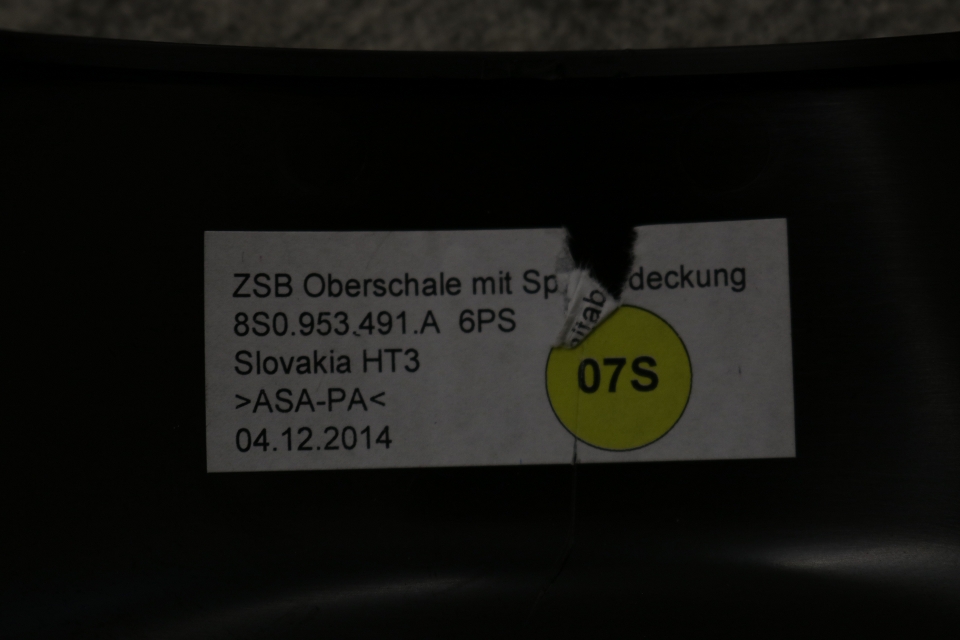 ZSB Oberschale mit Sp deckung
8S0.953.491.A 6PS
Slovakia HT3
>ASA-PA<
04.12.2014
07S